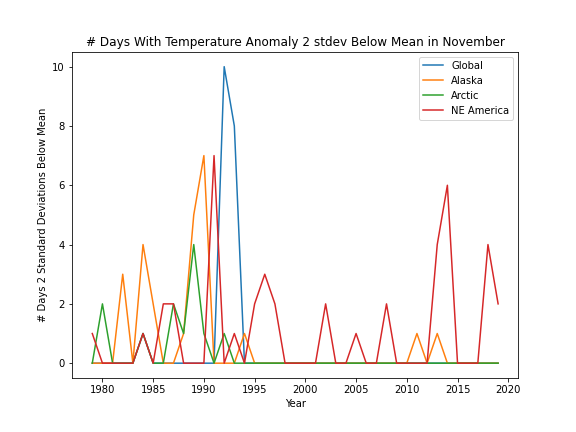 # Days With Temperature Anomaly 2 stdev Below Mean in November
# Days 2 Standard Deviations Below Mean
10
8
6
4
2
0
Global
Alaska
Arctic
NE America
1980 1985 1990 1995 2000 2005 2010 2015 2020
Year